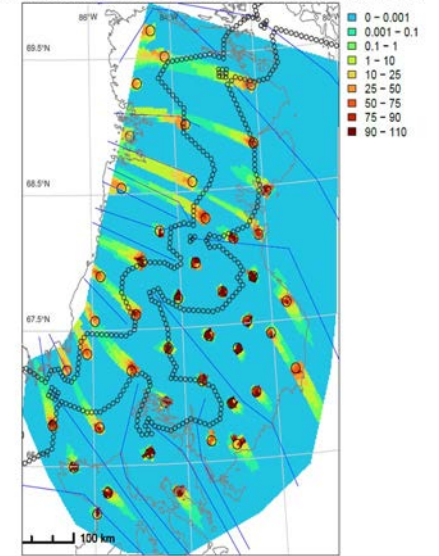 86°W
84°W
0 – 0.001
0.001 – 0.1
0.1 – 1
1 – 10
10 – 25
25 – 50
50 – 75
75 – 90
90 – 110
69.5°N
68.5°N
67.5°N
100 km